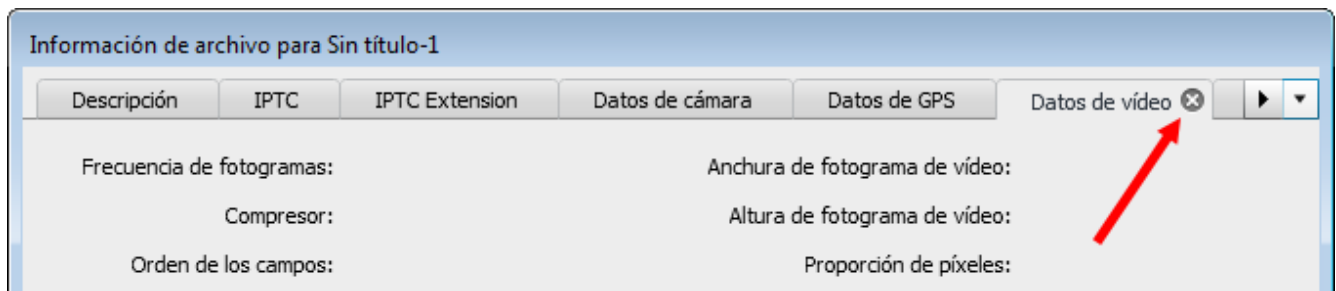 Información de archivo para Sin título-1
Descripción IPTC IPTC Extension Datos de cámara Datos de GPS Datos de vídeo
Frecuencia de fotogramas: Anchura de fotograma de vídeo:
Compresor: Altura de fotograma de vídeo:
Orden de los campos: Proporción de píxeles: